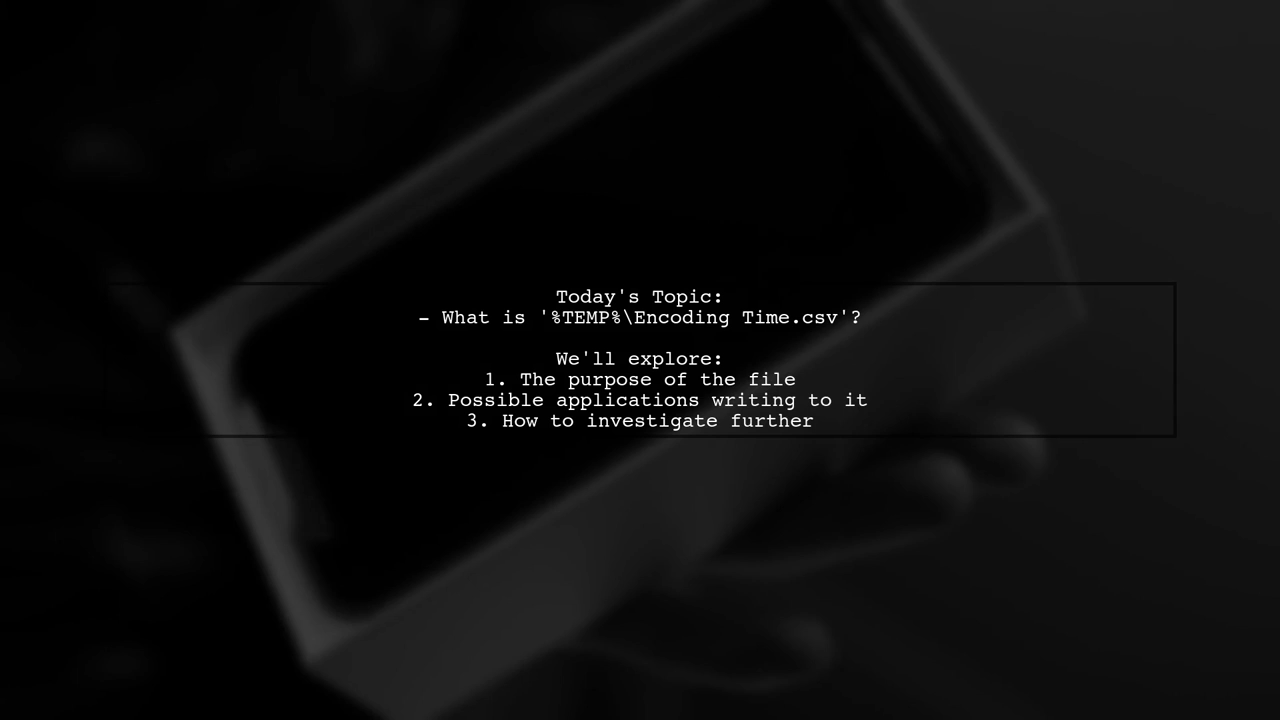 Today's Topic:
- What is '%TEMP%\Encoding Time.csv'?
We'll explore:
1. The purpose of the file
2. Possible applications writing to it
3. How to investigate further